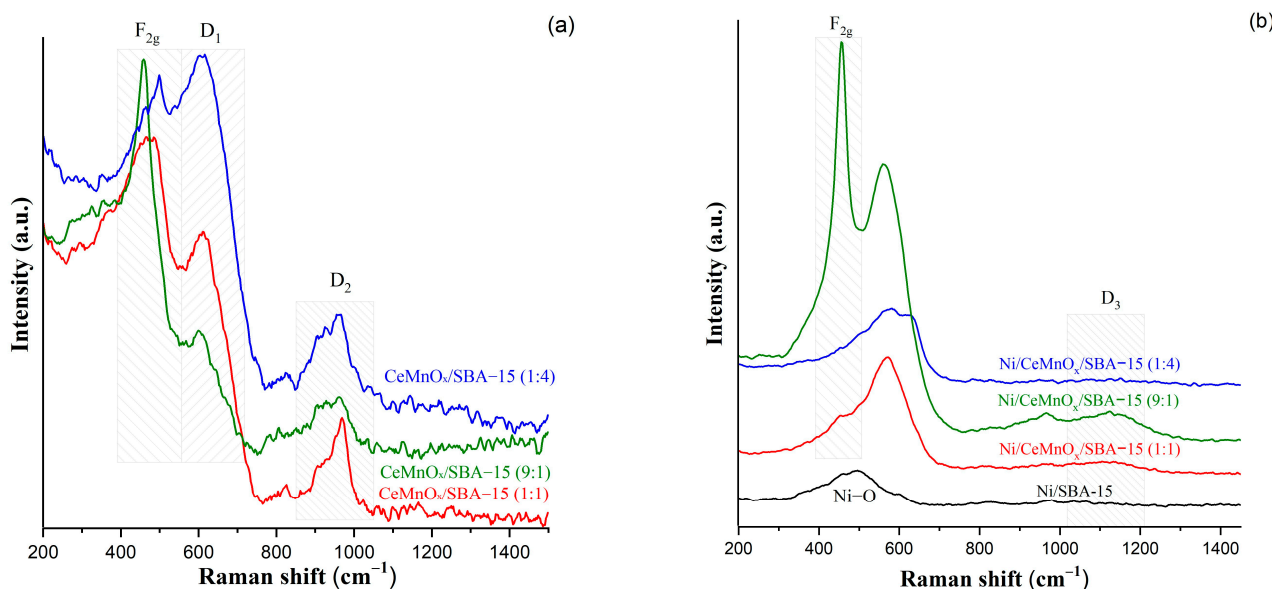 (a)
F₂g D₁
D₂
CeMnOₓ/SBA−15 (1:4)
CeMnOₓ/SBA−15 (9:1)
CeMnOₓ/SBA−15 (1:1)
Intensity (a.u.)
200 400 600 800 1000 1200 1400
Raman shift (cm⁻¹)
(b)
F₂g
D₃
Ni/CeMnOₓ/SBA−15 (1:4)
Ni/CeMnOₓ/SBA−15 (9:1)
Ni/CeMnOₓ/SBA−15 (1:1)
Ni−O
Ni/SBA-15
Intensity (a.u.)
200 400 600 800 1000 1200 1400
Raman shift (cm⁻¹)